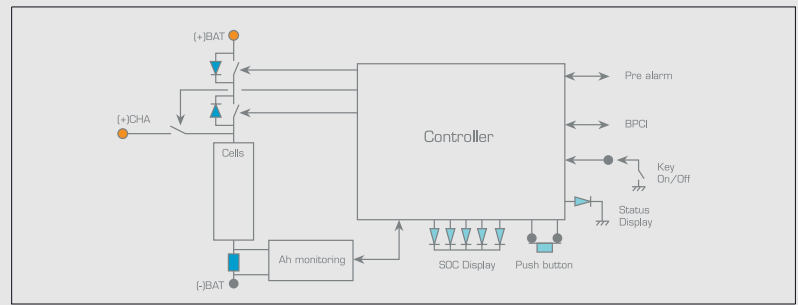 (+)BAT
Pre alarm
(+)CHA
BPCI
Controller
Cells
Key
On/Off
Status
Display
Ah monitoring
SOC Display
Push button
(-)BAT